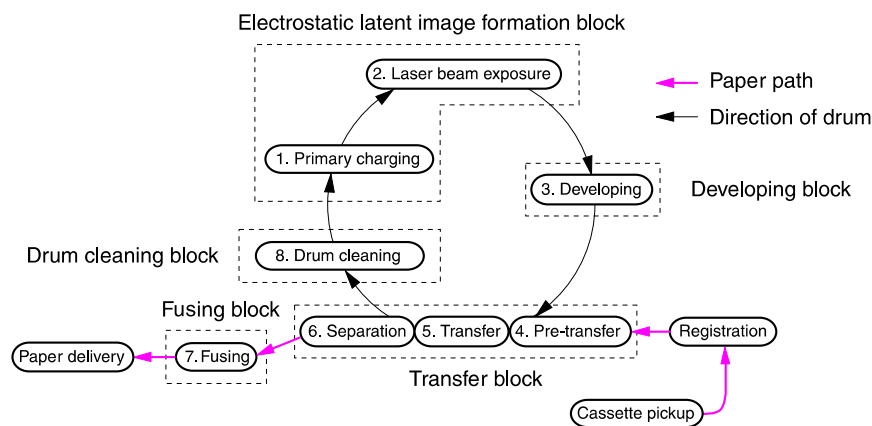 Electrostatic latent image formation block
2. Laser beam exposure
Paper path
Direction of drum
1. Primary charging
3. Developing
Developing block
Drum cleaning block
8. Drum cleaning
Fusing block
6. Separation
5. Transfer
4. Pre-transfer
Registration
Paper delivery
7. Fusing
Transfer block
Cassette pickup